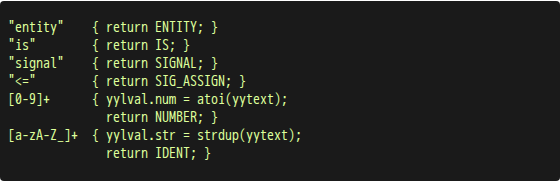 "entity"    { return ENTITY; }
"is"        { return IS; }
"signal"    { return SIGNAL; }
"<="        { return SIG_ASSIGN; }
[0-9]+      { yylval.num = atoi(yytext);
              return NUMBER; }
[a-zA-Z_]+  { yylval.str = strdup(yytext);
              return IDENT; }